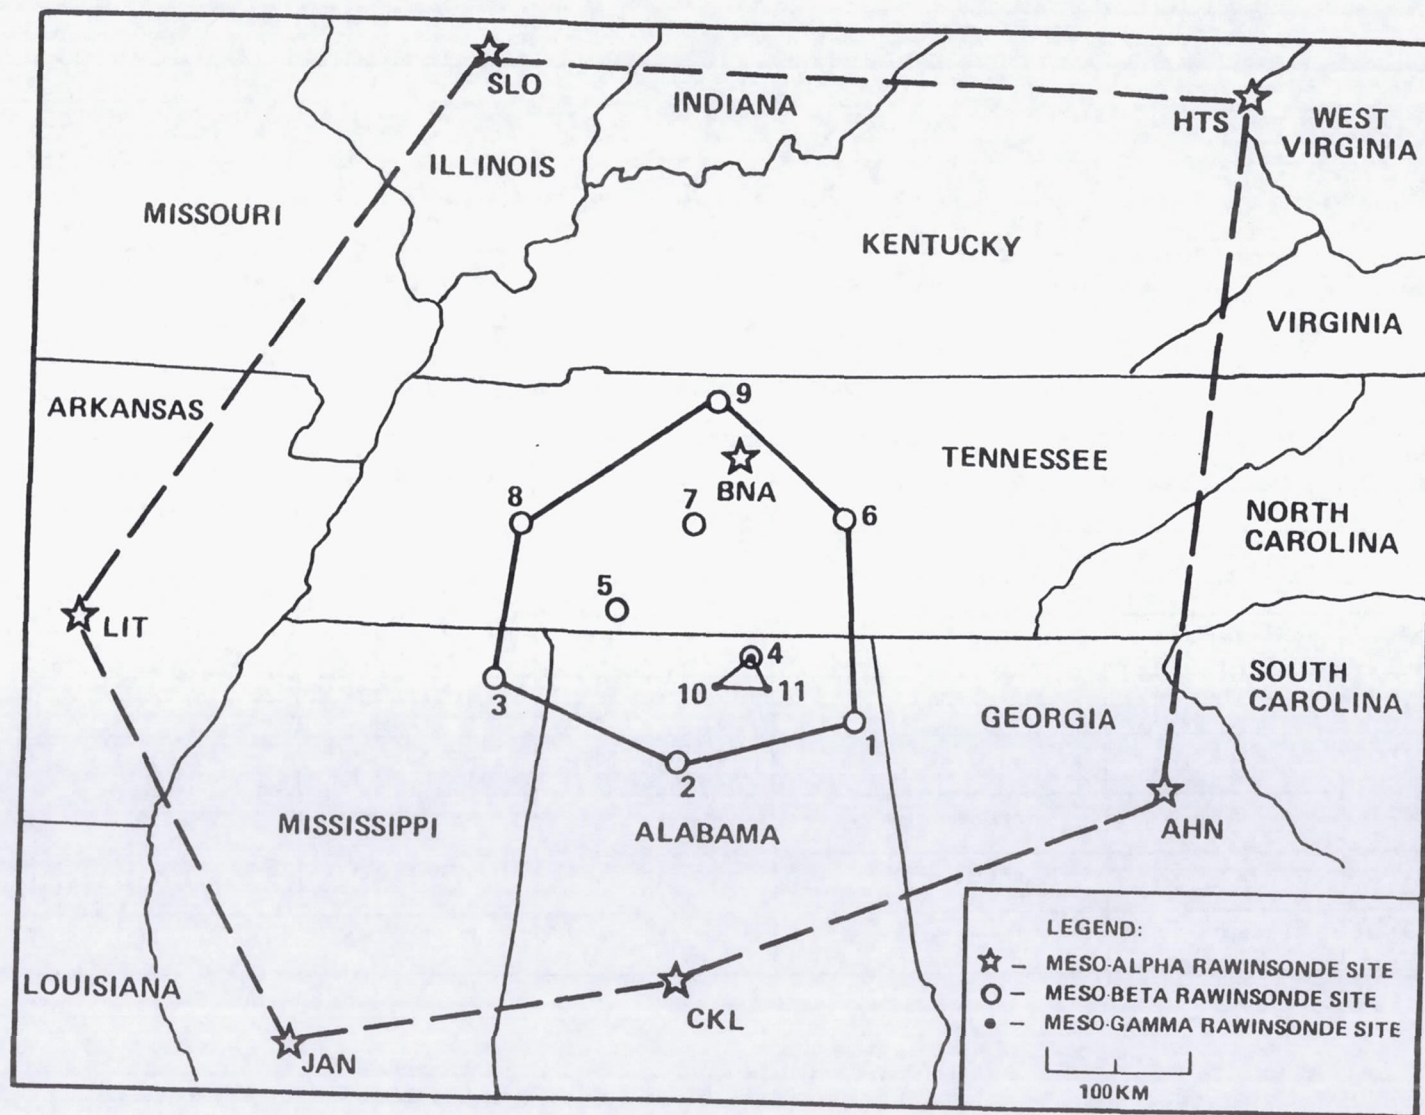 SLO
INDIANA
HTS
WEST
VIRGINIA
ILLINOIS
MISSOURI
KENTUCKY
VIRGINIA
ARKANSAS
9
TENNESSEE
BNA
8
7
6
NORTH
CAROLINA
5
LIT
4
10
11
3
SOUTH
CAROLINA
GEORGIA
1
2
MISSISSIPPI
ALABAMA
AHN
LEGEND:
– MESO-ALPHA RAWINSONDE SITE
LOUISIANA
MESO-BETA RAWINSONDE SITE
CKL
– MESO-GAMMA RAWINSONDE SITE
JAN
100 KM